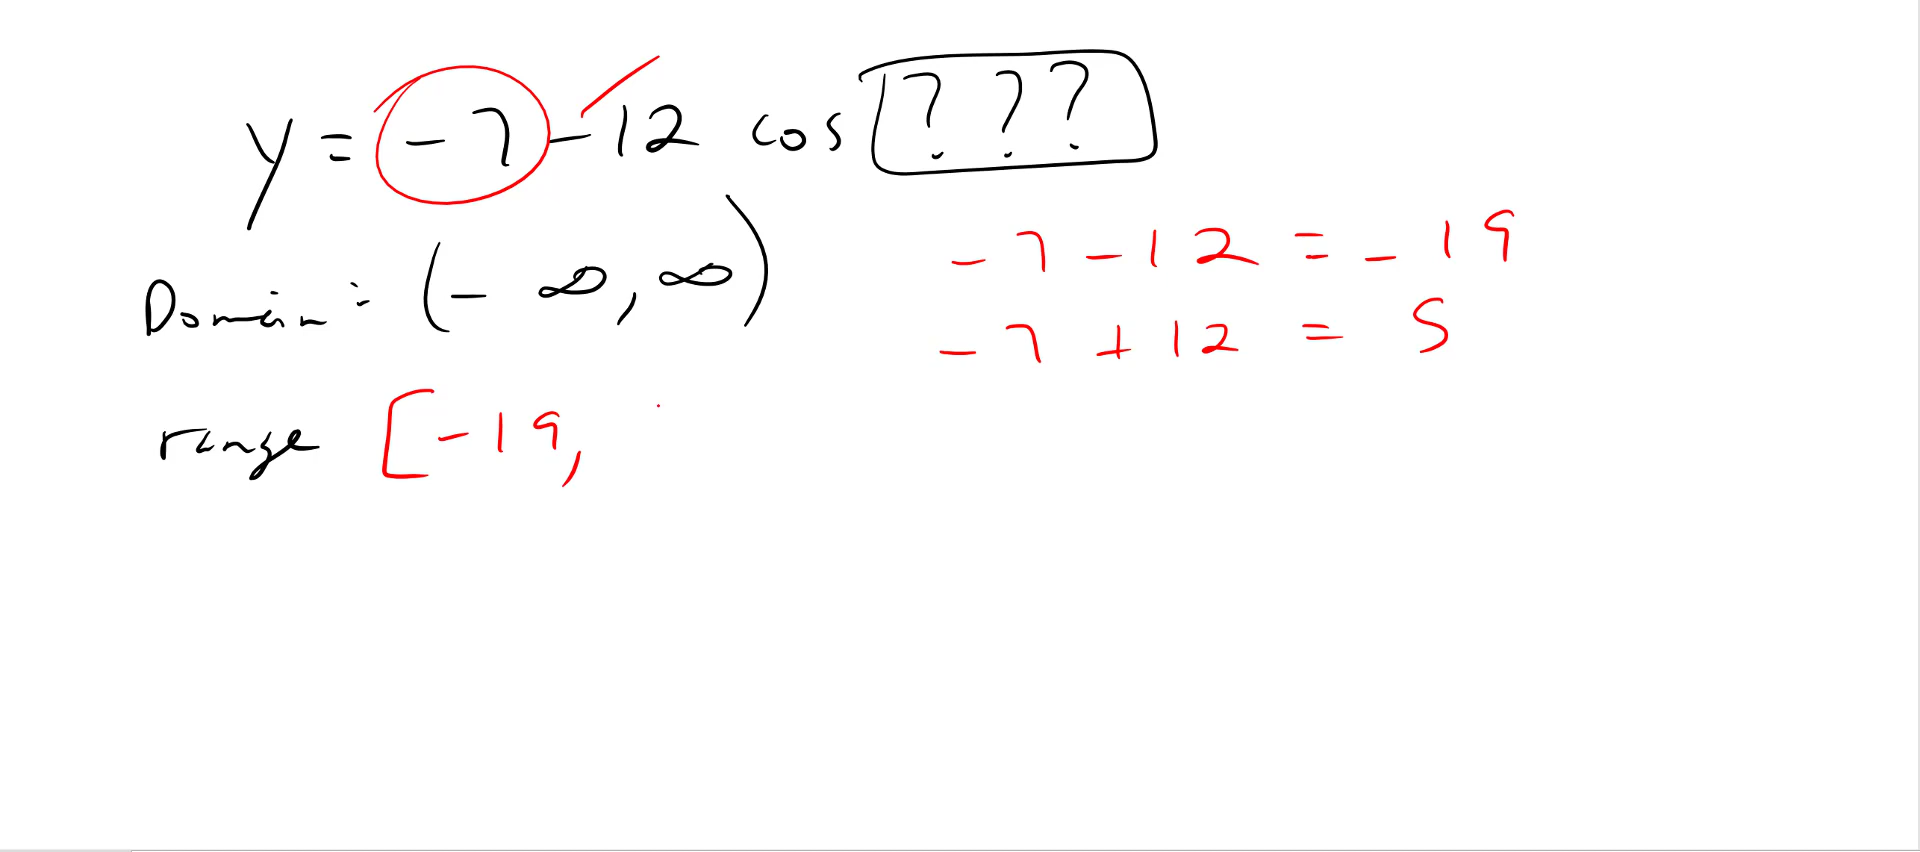 y = -7 -12 cos ? ? ?
Domain: (-∞, ∞)
-7 -12 = -19
-7 + 12 = 5
range [-19,